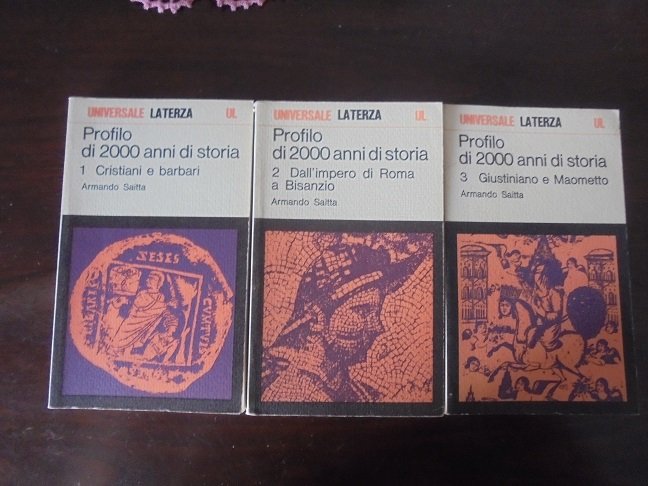 UNIVERSALE LATERZA UL
Profilo
di 2000 anni di storia
1 Cristiani e barbari
Armando Saitta
ZESES
UNIVERSALE LATERZA UL
Profilo
di 2000 anni di storia
2 Dall'impero di Roma
a Bisanzio
Armando Saitta
UNIVERSALE LATERZA UL
Profilo
di 2000 anni di storia
3 Giustiniano e Maometto
Armando Saitta